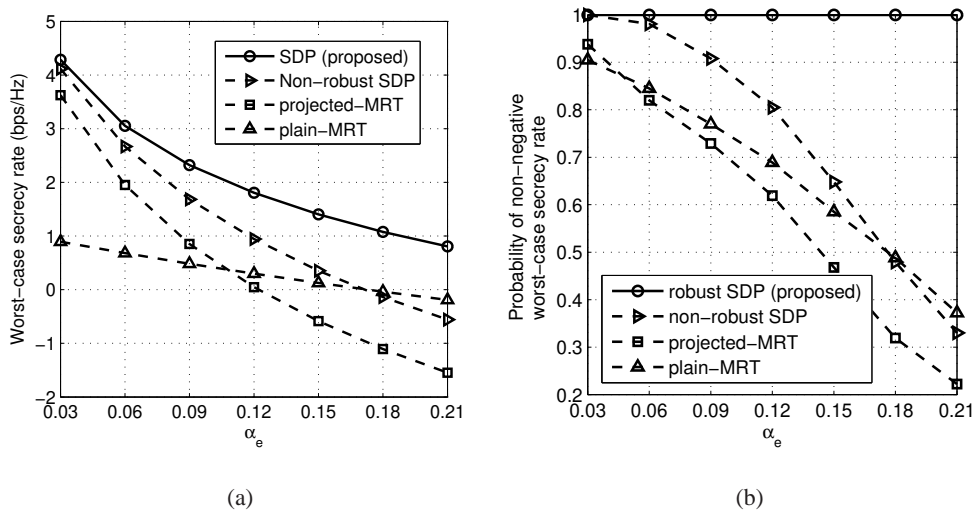 5
4
3
2
1
0
−1
−2
0.03 0.06 0.09 0.12 0.15 0.18 0.21
α_e
Worst−case secrecy rate (bps/Hz)
SDP (proposed)
Non−robust SDP
projected−MRT
plain−MRT
(a)
1
0.9
0.8
0.7
0.6
0.5
0.4
0.3
0.2
0.03 0.06 0.09 0.12 0.15 0.18 0.21
α_e
Probability of non−negative
worst−case secrecy rate
robust SDP (proposed)
non−robust SDP
projected−MRT
plain−MRT
(b)